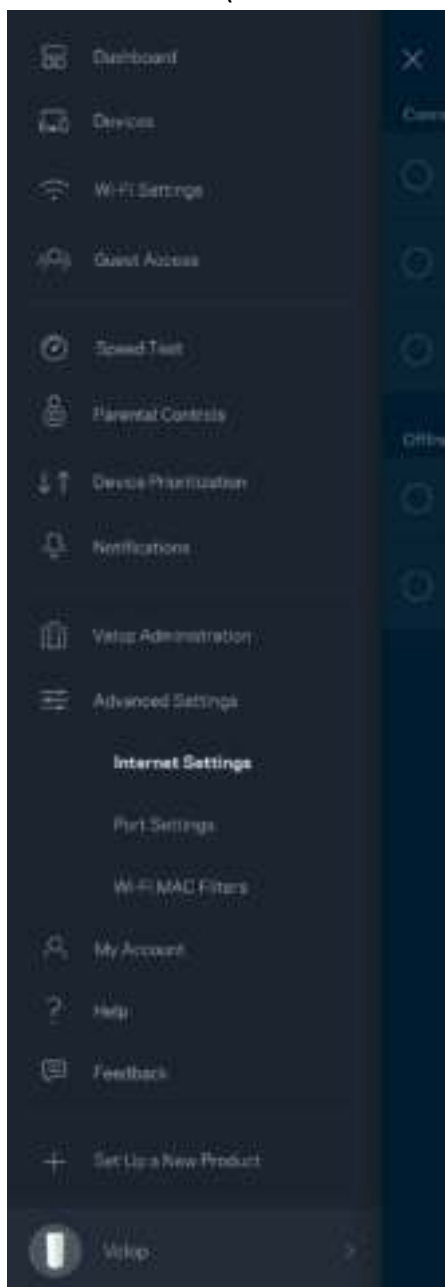 Dashboard
Devices
Wi-Fi Settings
Guest Access
Speed Test
Parental Controls
Device Prioritization
Notifications
Velop Administration
Advanced Settings
Internet Settings
Port Settings
Wi-Fi MAC Filters
My Account
Help
Feedback
Set Up a New Product
Velop